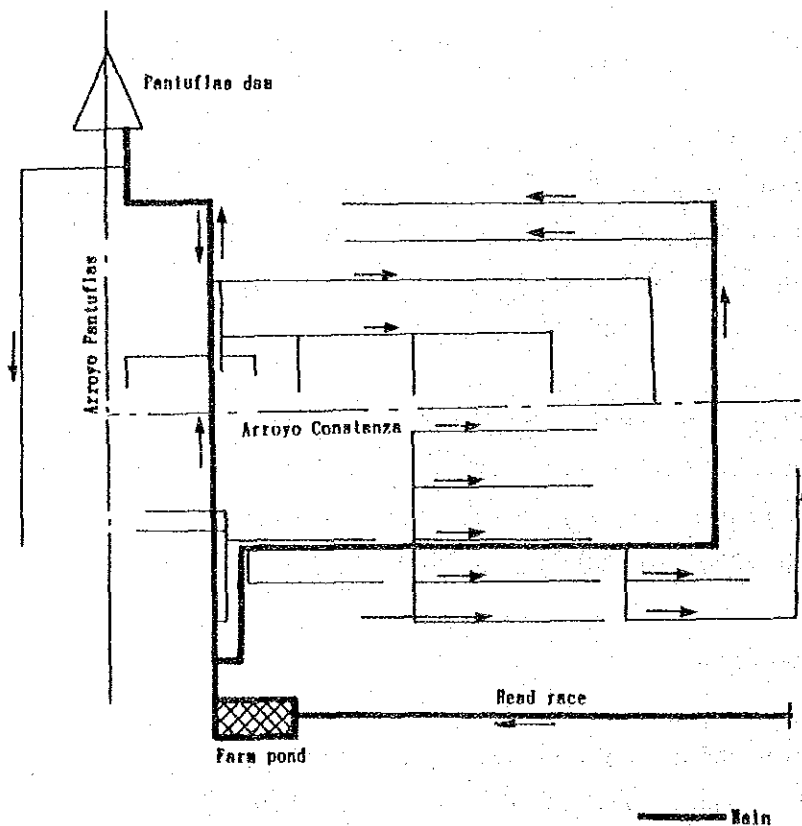 Pantuflas dam
Arroyo Pantuflas
Arroyo Constanza
Head race
Farm pond
Main